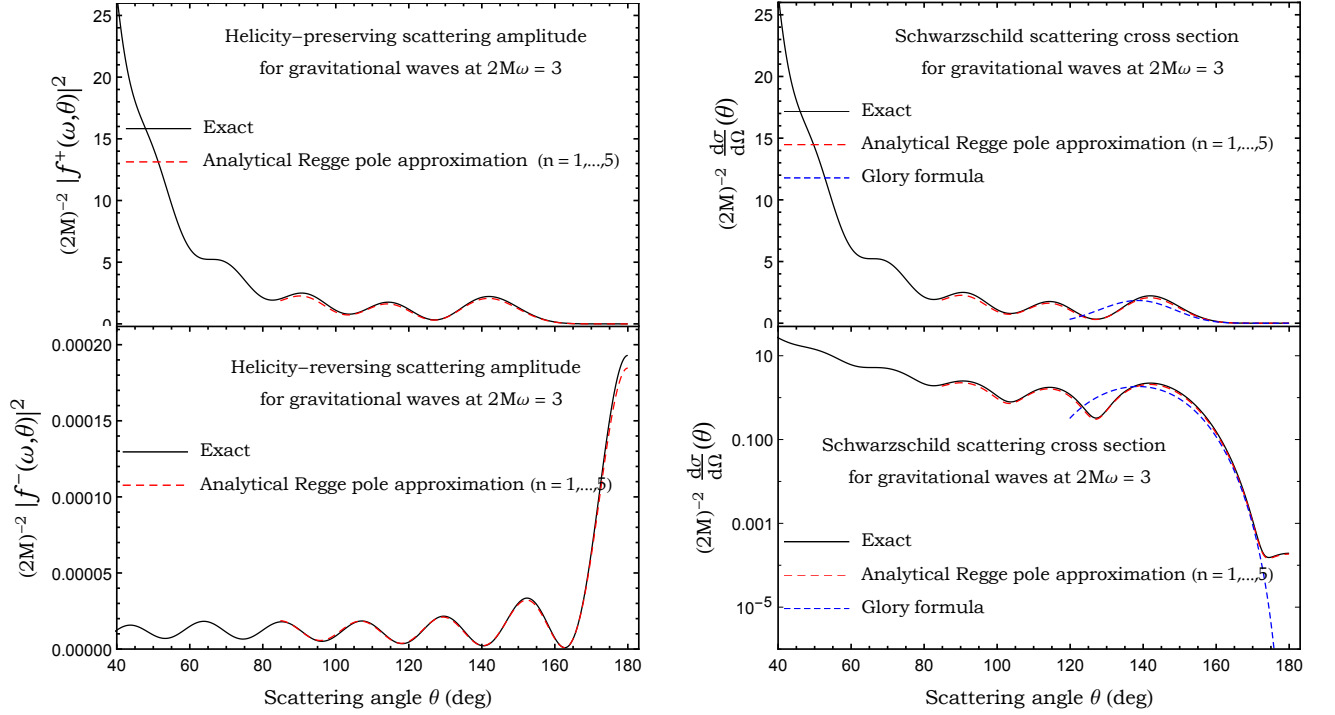 Helicity−preserving scattering amplitude
for gravitational waves at 2Mω = 3
Exact
Analytical Regge pole approximation (n = 1,...,5)
(2M)⁻² |f⁺(ω,θ)|²
25
20
15
10
5
0
Helicity−reversing scattering amplitude
for gravitational waves at 2Mω = 3
Exact
Analytical Regge pole approximation (n = 1,...,5)
(2M)⁻² |f⁻(ω,θ)|²
0.00020
0.00015
0.00010
0.00005
0.00000
40 60 80 100 120 140 160 180
Scattering angle θ (deg)
Schwarzschild scattering cross section
for gravitational waves at 2Mω = 3
Exact
Analytical Regge pole approximation (n = 1,...,5)
Glory formula
(2M)⁻² dσ/dΩ(θ)
25
20
15
10
5
0
Schwarzschild scattering cross section
for gravitational waves at 2Mω = 3
Exact
Analytical Regge pole approximation (n = 1,...,5)
Glory formula
(2M)⁻² dσ/dΩ(θ)
10
0.100
0.001
10⁻⁵
40 60 80 100 120 140 160 180
Scattering angle θ (deg)